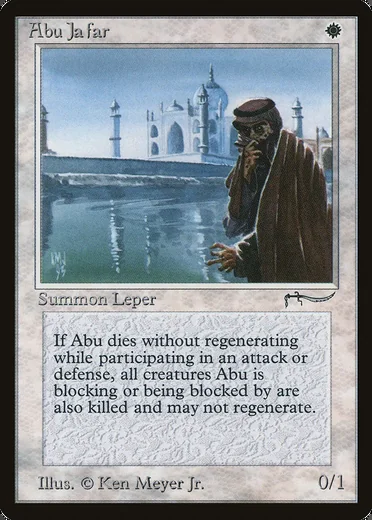 Abu Ja'far
Summon Leper
If Abu dies without regenerating
while participating in an attack or
defense, all creatures Abu is
blocking or being blocked by are
also killed and may not regenerate.
Illus. © Ken Meyer Jr.
0/1